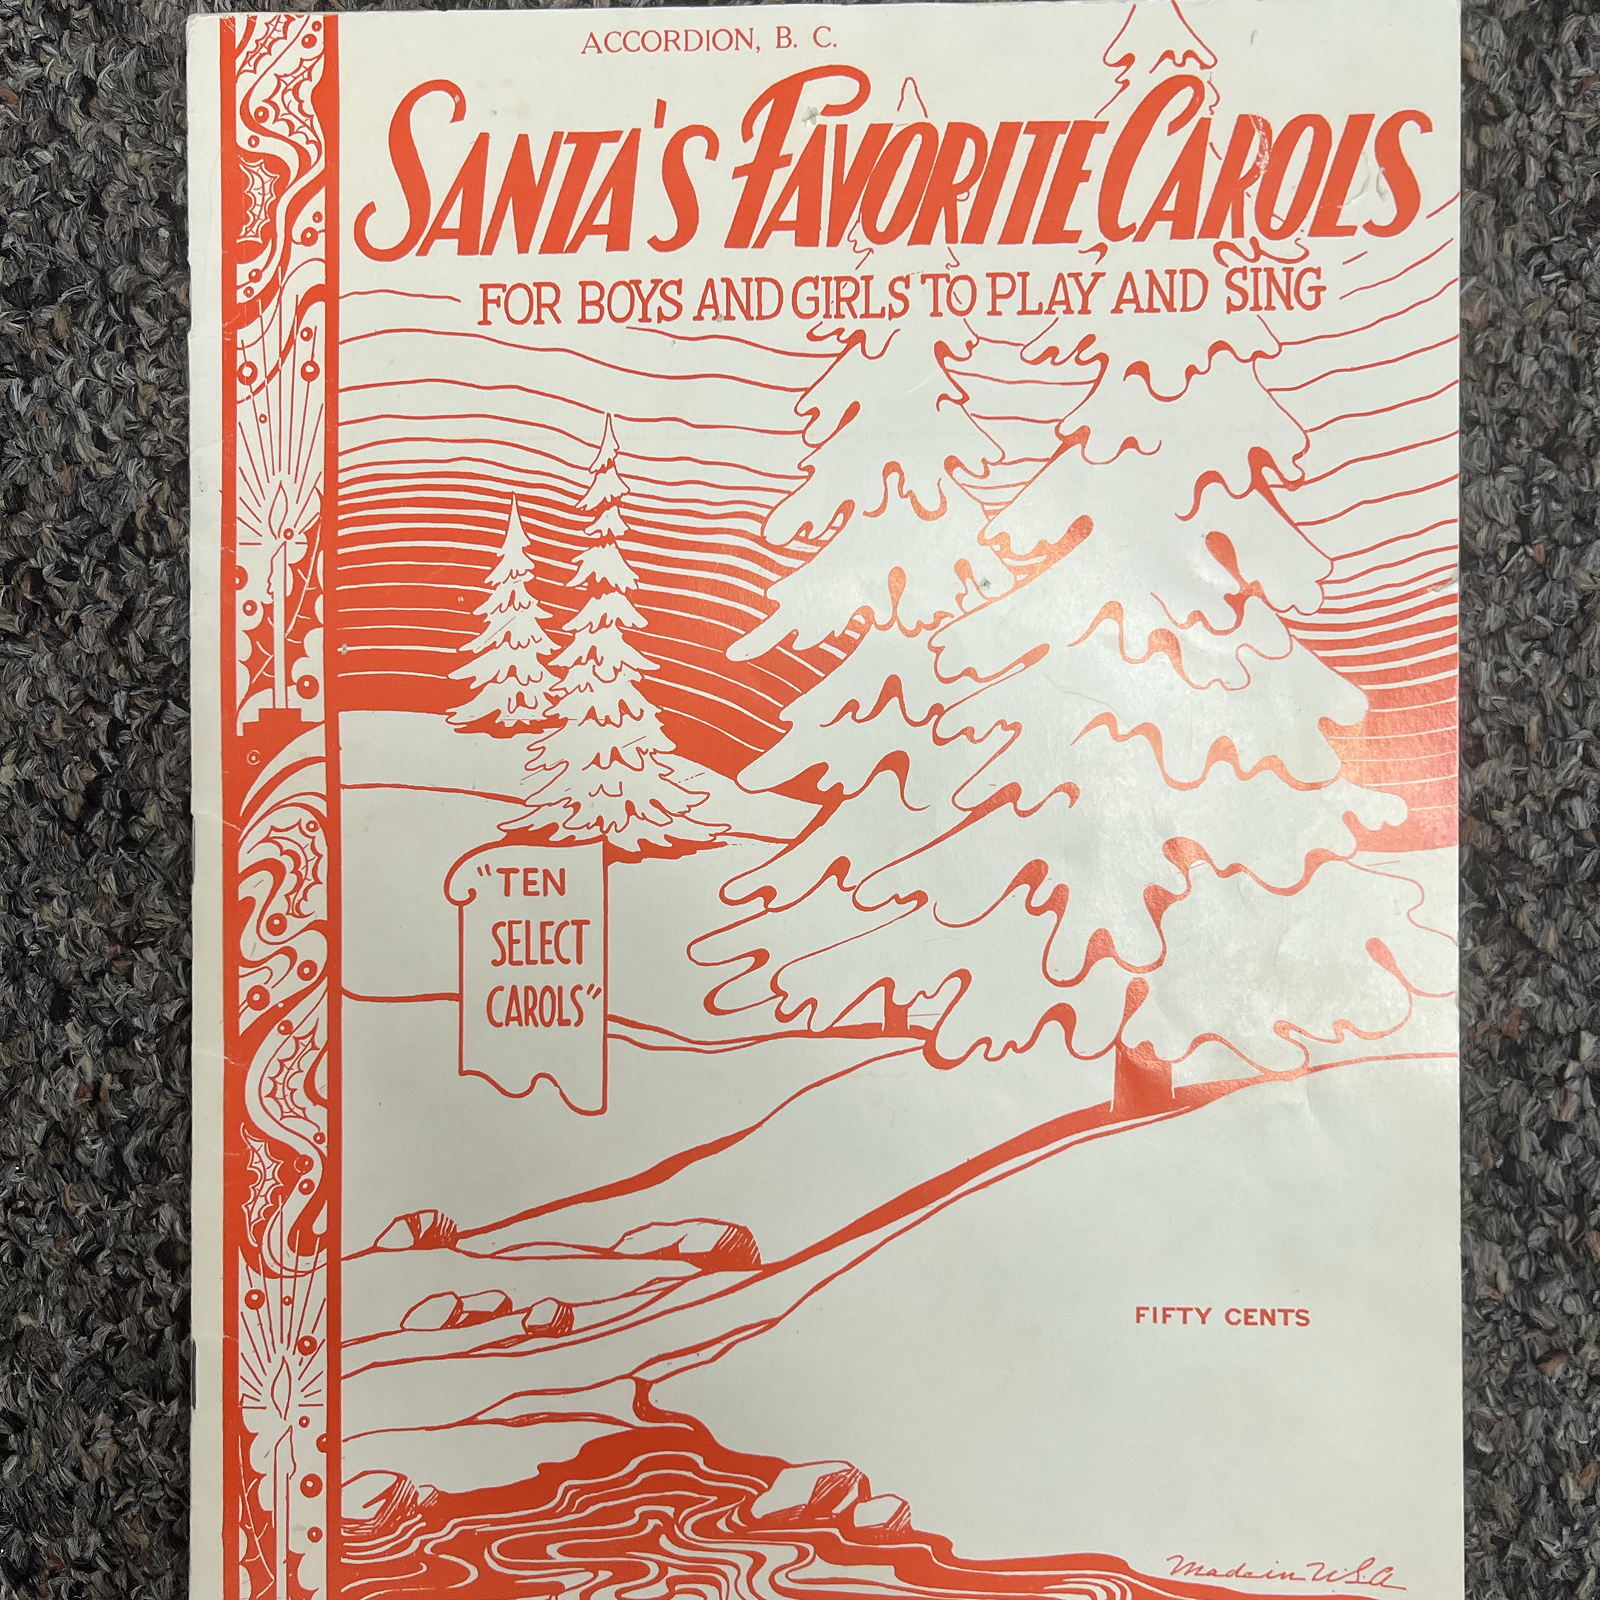 ACCORDION, B. C.
SANTA'S FAVORITE CAROLS
FOR BOYS AND GIRLS TO PLAY AND SING
"TEN
SELECT
CAROLS"
FIFTY CENTS
Made in U.S.A